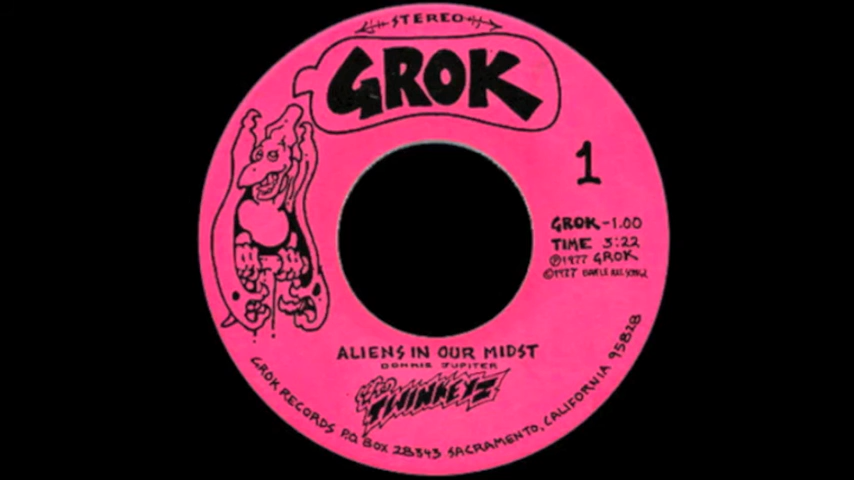 STEREO
GROK
1
GROK-1.00
TIME 3:22
℗1977 GROK
©1977
ALIENS IN OUR MIDST
DONNIE JUPITER
TWINKEYZ
GROK RECORDS P.O. BOX 28343 SACRAMENTO, CALIFORNIA 95828